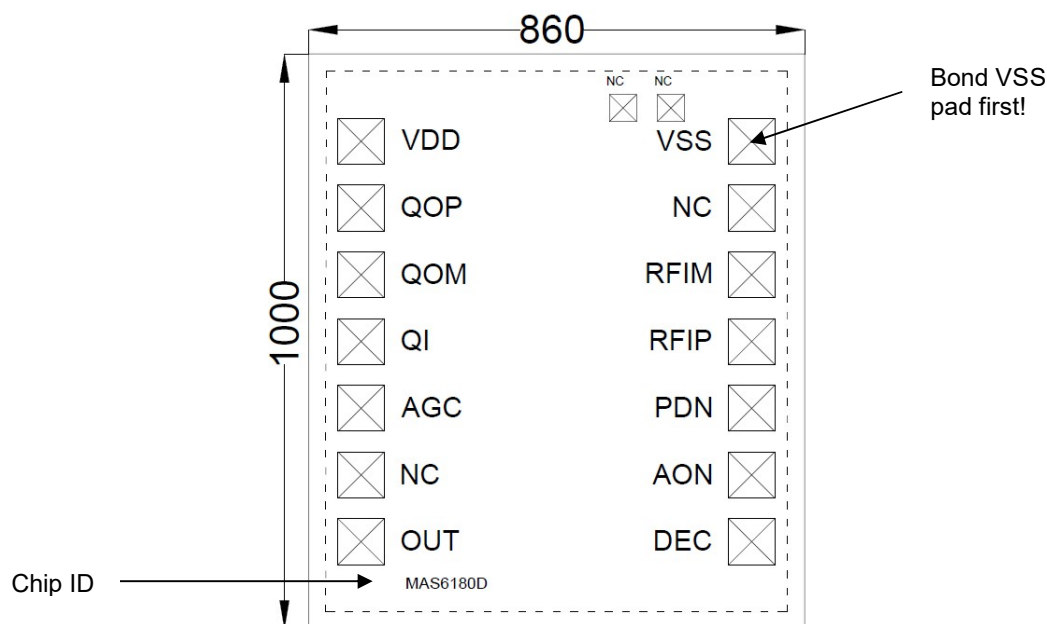 860
NC NC
Bond VSS
pad first!
VDD VSS
QOP NC
QOM RFIM
1000
QI RFIP
AGC PDN
NC AON
OUT DEC
Chip ID
MAS6180D